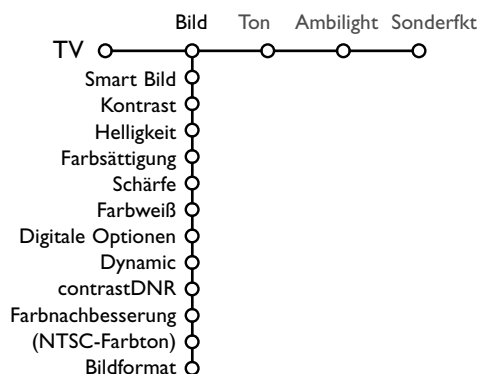 Bild Ton Ambilight Sonderfkt
TV
Smart Bild
Kontrast
Helligkeit
Farbsättigung
Schärfe
Farbweiß
Digitale Optionen
Dynamic
contrastDNR
Farbnachbesserung
(NTSC-Farbton)
Bildformat